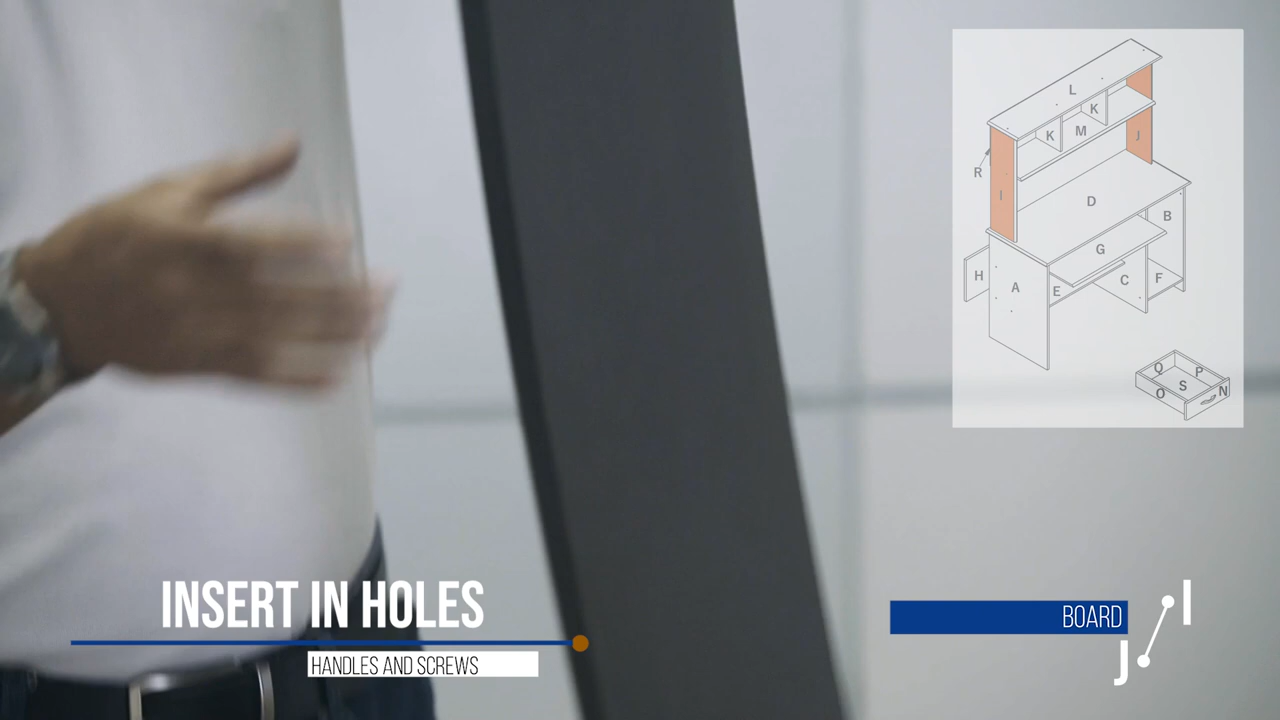 L
K
K
M
J
R
I
D
B
G
H
A
E
C
F
Q
P
S
N
O
INSERT IN HOLES
HANDLES AND SCREWS
BOARD
I
J